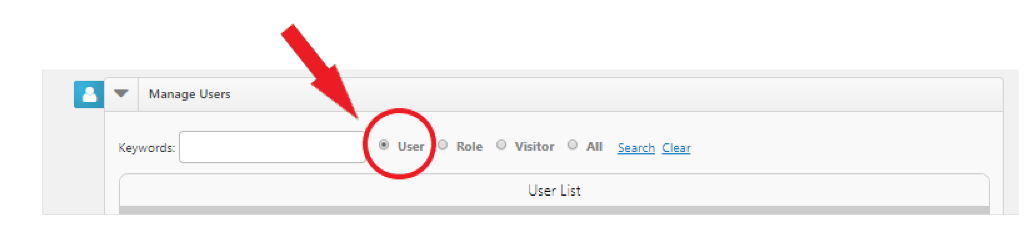 Manage Users
Keywords: User Role Visitor All Search Clear
User List